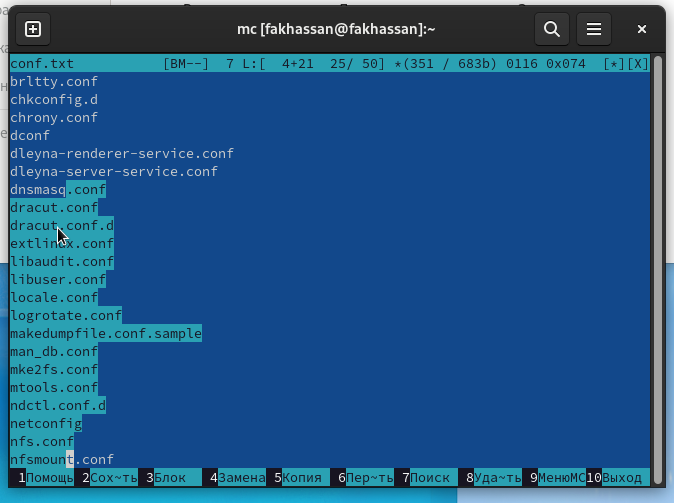 mc [fakhassan@fakhassan]:~
conf.txt [BM--] 7 L:[ 4+21 25/ 50] *(351 / 683b) 0116 0x074 [*][X]
brltty.conf
chkconfig.d
chrony.conf
dconf
dleyna-renderer-service.conf
dleyna-server-service.conf
dnsmasq.conf
dracut.conf
dracut.conf.d
extlinux.conf
libaudit.conf
libuser.conf
locale.conf
logrotate.conf
makedumpfile.conf.sample
man_db.conf
mke2fs.conf
mtools.conf
ndctl.conf.d
netconfig
nfs.conf
nfsmount.conf
1Помощь 2Сох~ть 3Блок 4Замена 5Копия 6Пер~ть 7Поиск 8Уда~ть 9МенюMC 10Выход